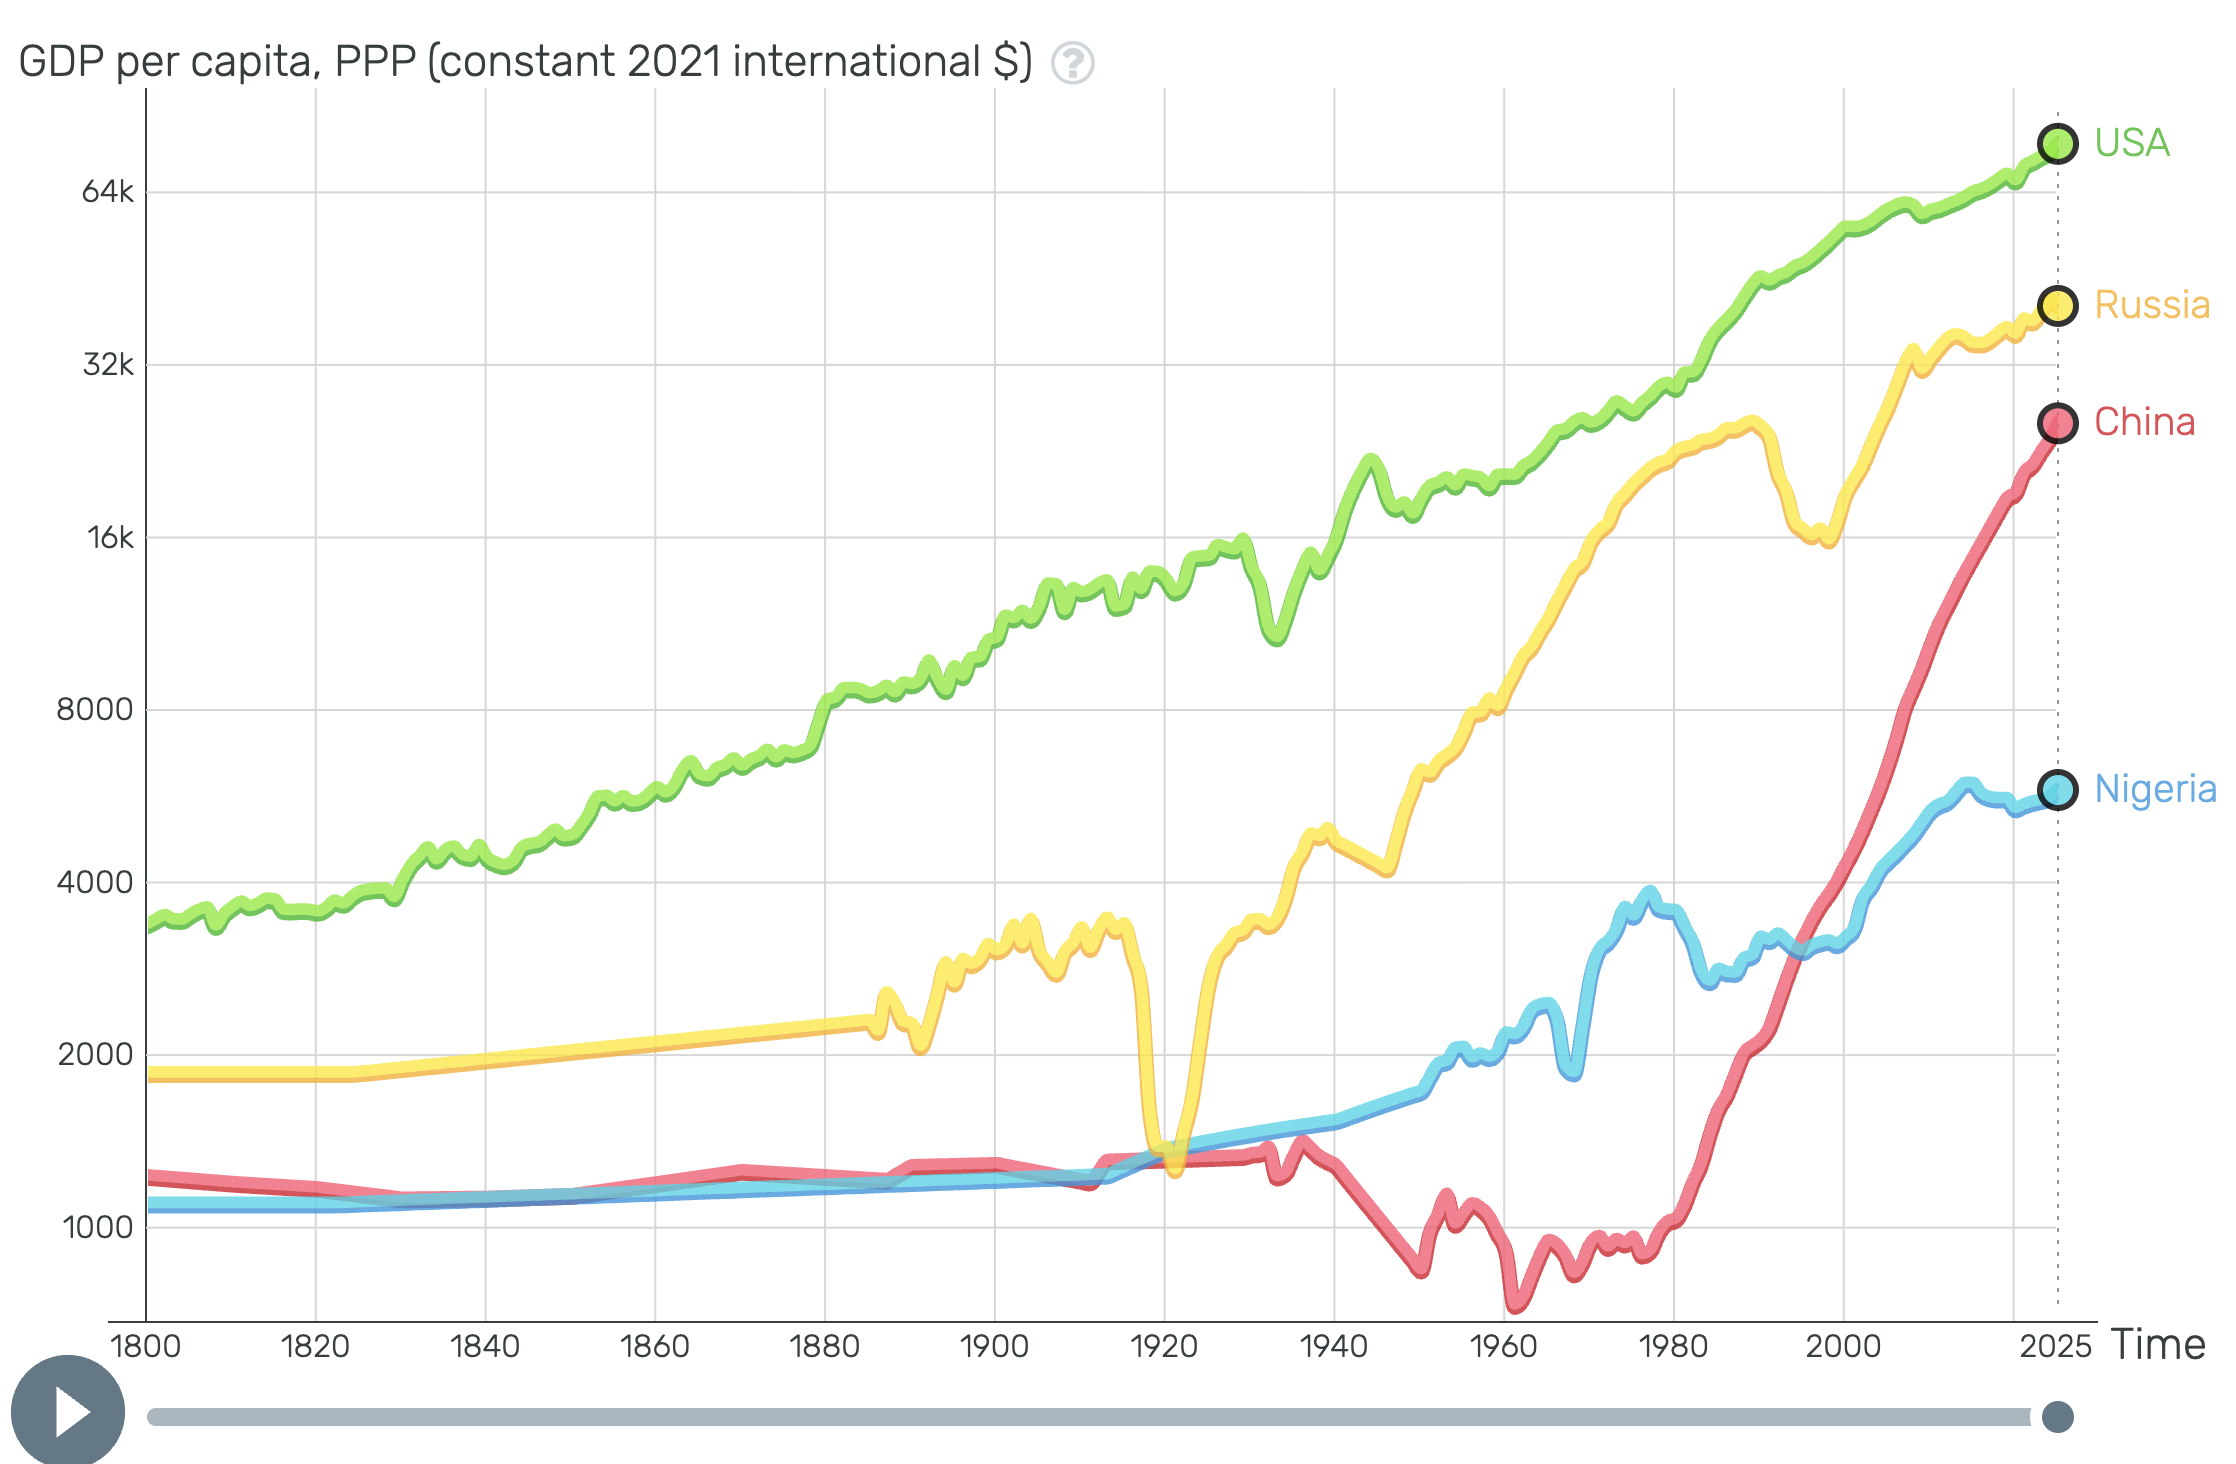 GDP per capita, PPP (constant 2021 international $) ?
USA
64k
Russia
32k
China
16k
8000
Nigeria
4000
2000
1000
1800 1820 1840 1860 1880 1900 1920 1940 1960 1980 2000 2025 Time